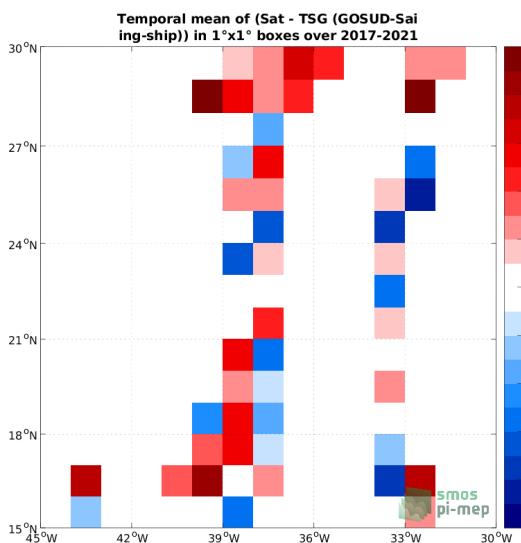 Temporal mean of (Sat - TSG (GOSUD-Sai
ing-ship)) in 1°x1° boxes over 2017-2021
30°N
27°N
24°N
21°N
18°N
15°N
45°W 42°W 39°W 36°W 33°W 30°W
smos
pi-mep